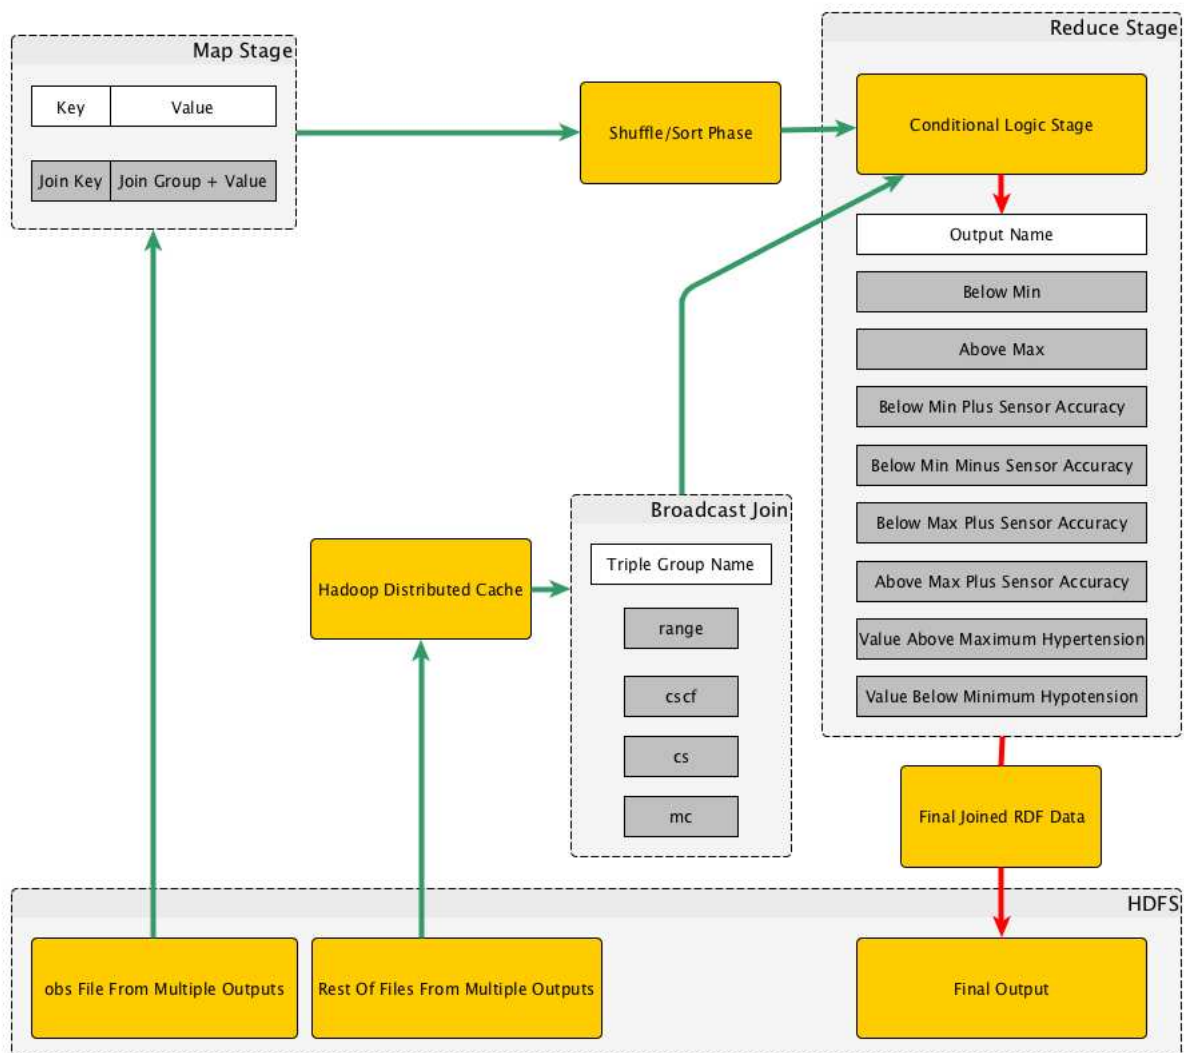 Map Stage
Key
Value
Join Key
Join Group + Value
Shuffle/Sort Phase
Reduce Stage
Conditional Logic Stage
Output Name
Below Min
Above Max
Below Min Plus Sensor Accuracy
Below Min Minus Sensor Accuracy
Below Max Plus Sensor Accuracy
Above Max Plus Sensor Accuracy
Value Above Maximum Hypertension
Value Below Minimum Hypotension
Hadoop Distributed Cache
Broadcast Join
Triple Group Name
range
cscf
cs
mc
Final Joined RDF Data
HDFS
obs File From Multiple Outputs
Rest Of Files From Multiple Outputs
Final Output